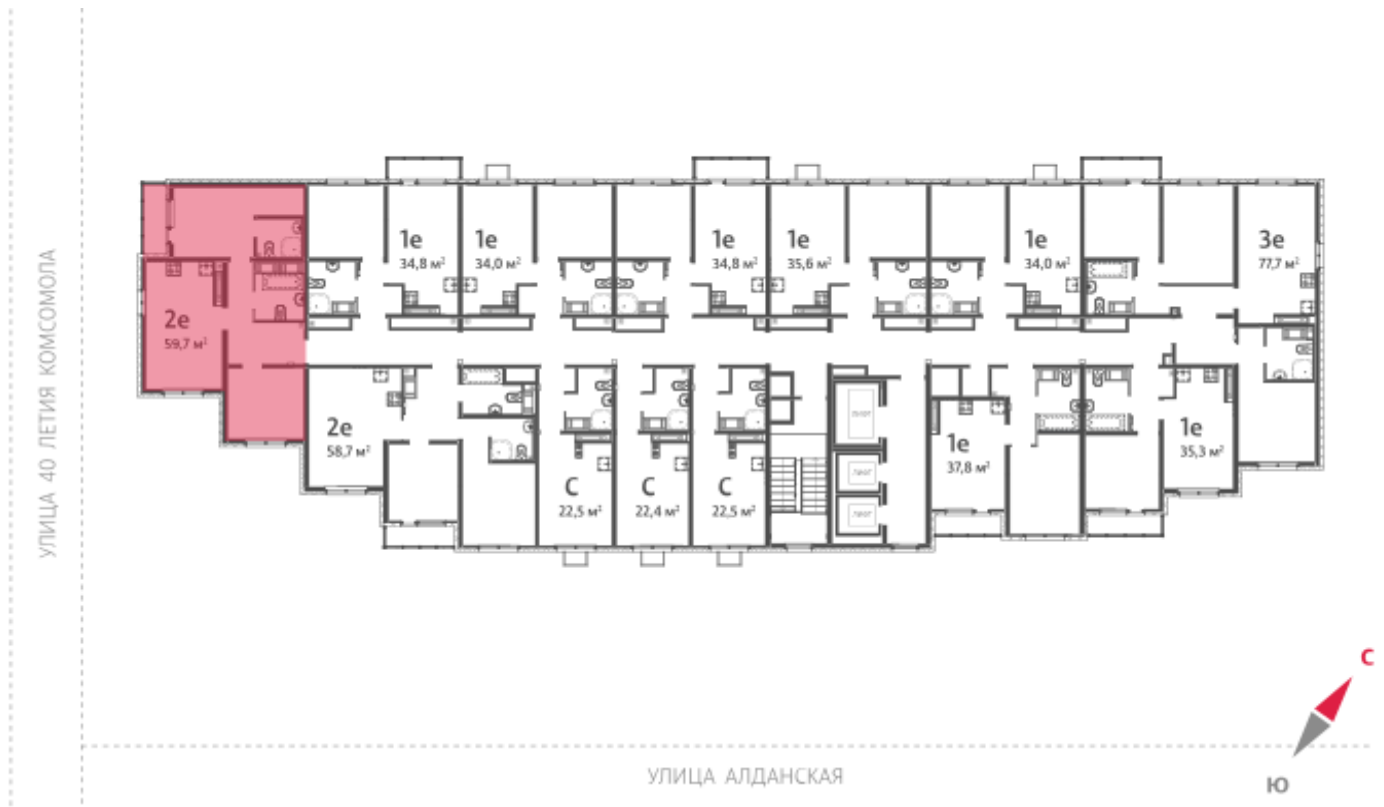 УЛИЦА 40 ЛЕТИЯ КОМСОМОЛА
1е
34,8 м²
1е
34,0 м²
1е
34,8 м²
1е
35,6 м²
1е
34,0 м²
3е
77,7 м²
2е
59,7 м²
2е
58,7 м²
С
22,5 м²
С
22,4 м²
С
22,5 м²
1е
37,8 м²
1е
35,3 м²
С
Ю
УЛИЦА АЛДАНСКАЯ